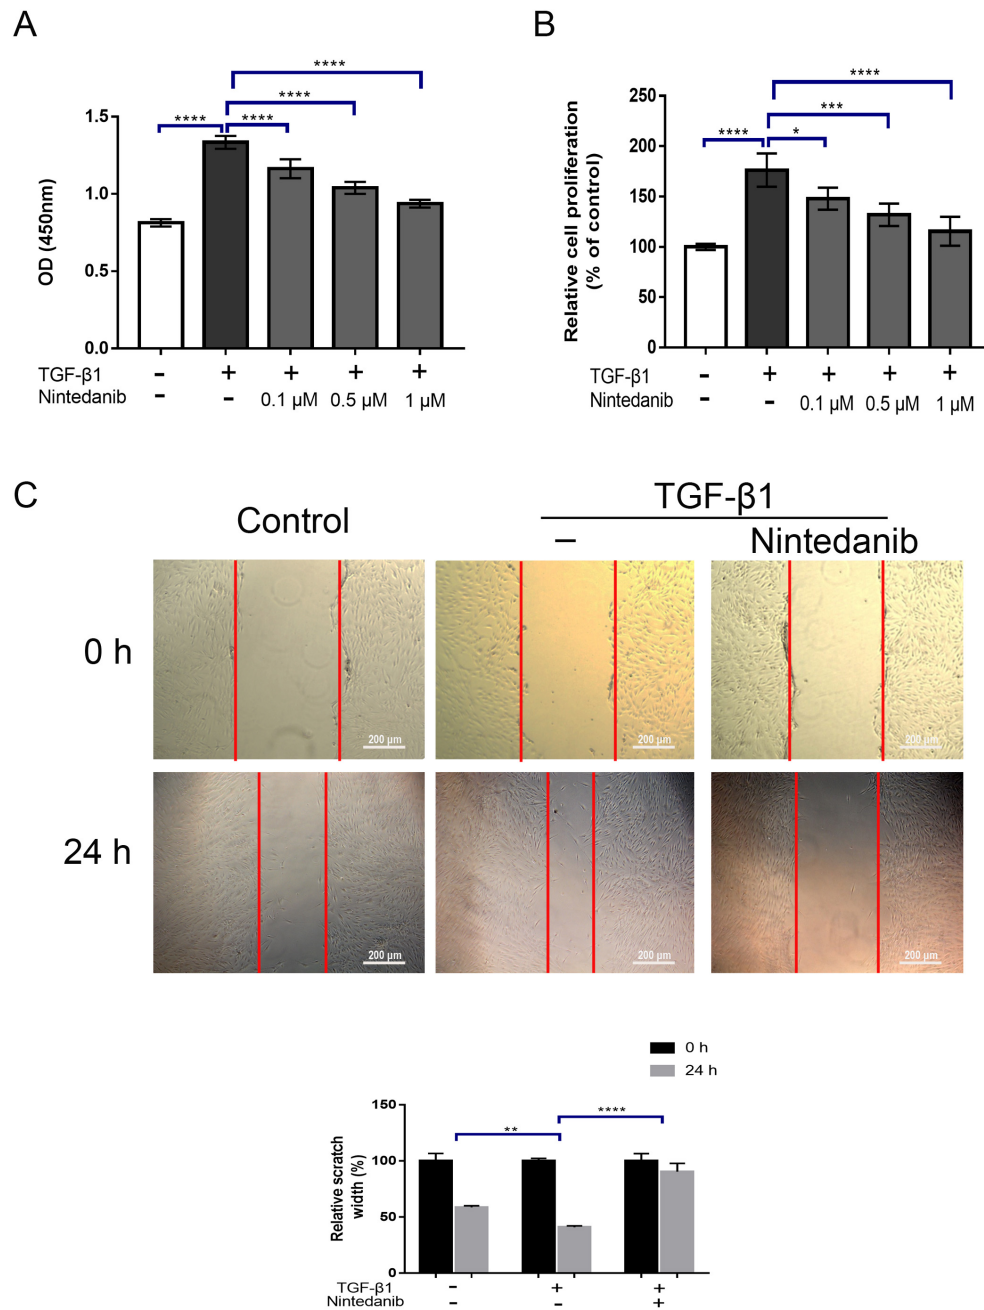 A
****
****
**** ****
1.5
1.0
0.5
0.0
OD (450nm)
TGF-β1 - + + + +
Nintedanib - - 0.1 μM 0.5 μM 1 μM
B
****
***
**** *
250
200
150
100
50
0
Relative cell proliferation
(% of control)
TGF-β1 - + + + +
Nintedanib - - 0.1 μM 0.5 μM 1 μM
C
TGF-β1
Control
– Nintedanib
0 h
200 μm 200 μm 200 μm
24 h
200 μm 200 μm 200 μm
0 h
24 h
** ****
150
100
50
0
Relative scratch
width (%)
TGF-β1 - + +
Nintedanib - - +